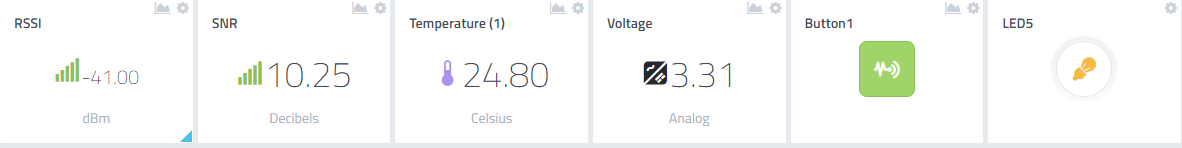 RSSI
SNR
Temperature (1)
Voltage
Button1
LED5
-41.00
10.25
24.80
3.31
dBm
Decibels
Celsius
Analog